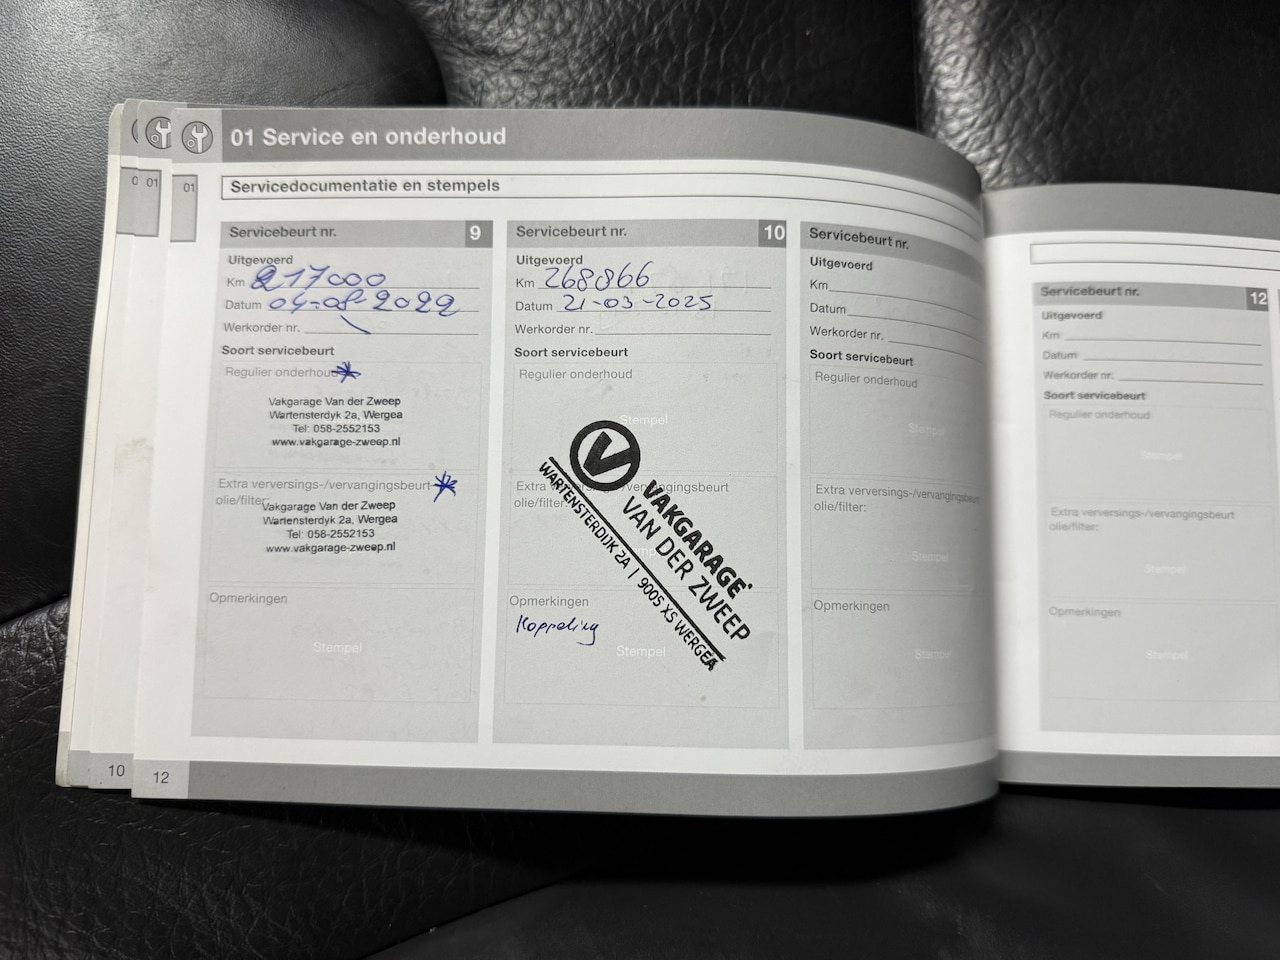 01 Service en onderhoud
01
01
0
Servicedocumentatie en stempels
Servicebeurt nr. 9
Uitgevoerd
Km 217000
Datum 04-08-2022
Werkorder nr.
Soort servicebeurt
Regulier onderhoud
Vakgarage Van der Zweep
Wartensterdyk 2a, Wergea
Tel: 058-2552153
www.vakgarage-zweep.nl
Extra verversings-/vervangingsbeurt
olie/filter:
Vakgarage Van der Zweep
Wartensterdyk 2a, Wergea
Tel: 058-2552153
www.vakgarage-zweep.nl
Opmerkingen
Stempel
Servicebeurt nr. 10
Uitgevoerd
Km 268866
Datum 21-03-2025
Werkorder nr.
Soort servicebeurt
Regulier onderhoud
Stempel
VAKGARAGE
VAN DER ZWEEP
WARTENSTERDIJK 2A | 9005 XS WERGEA
Extra verversings-/vervangingsbeurt
olie/filter:
Opmerkingen
Koppeling
Stempel
Servicebeurt nr.
Uitgevoerd
Km
Datum
Werkorder nr.
Soort servicebeurt
Regulier onderhoud
Stempel
Extra verversings-/vervangingsbeurt
olie/filter:
Stempel
Opmerkingen
Stempel
Servicebeurt nr. 12
Uitgevoerd
Km
Datum
Werkorder nr.
Soort servicebeurt
Regulier onderhoud
Stempel
Extra verversings-/vervangingsbeurt
olie/filter:
Stempel
Opmerkingen
Stempel
10
12